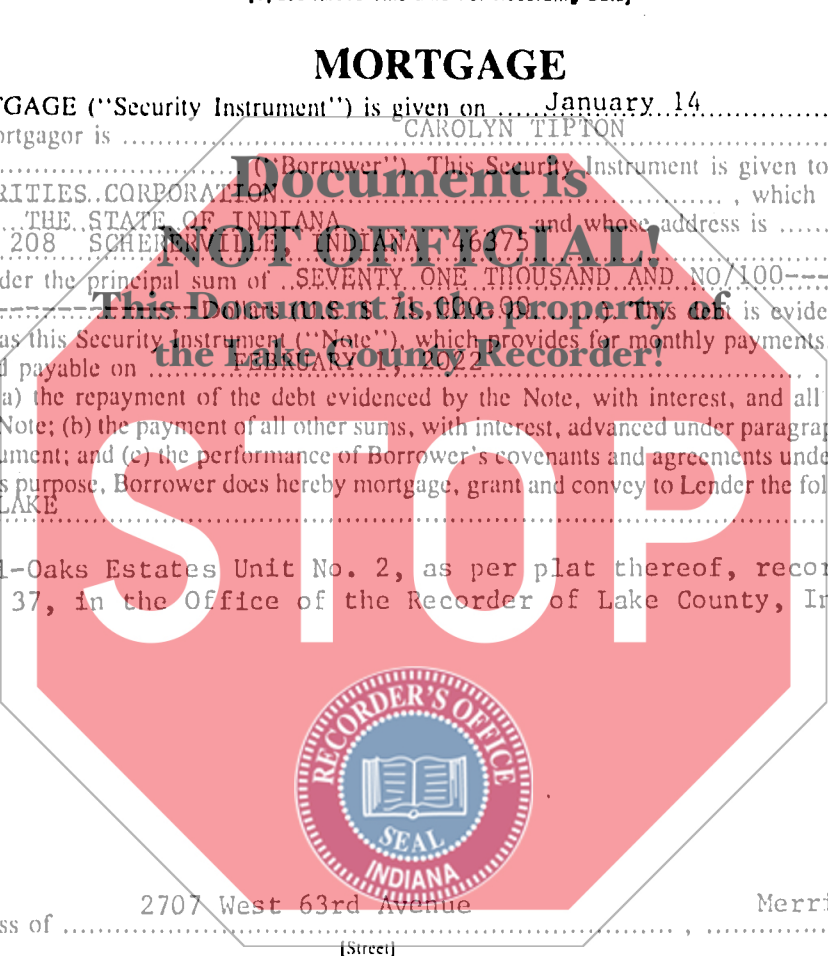 MORTGAGE
GAGE ("Security Instrument") is given on ..... January 14
ortgagor is CAROLYN TIPTON
("Borrower"). This Security Instrument is given to
RITIES CORPORATION , which
THE STATE OF INDIANA and whose address is
208 SCHERERVILLE, INDIANA 46375
der the principal sum of SEVENTY ONE THOUSAND AND NO/100---
Dollars (U.S. $ 71,000.00 ). This debt is evide
as this Security Instrument ("Note"), which provides for monthly payments,
d payable on FEBRUARY 1, 2022
a) the repayment of the debt evidenced by the Note, with interest, and all
Note; (b) the payment of all other sums, with interest, advanced under paragrap
ument; and (c) the performance of Borrower's covenants and agreements unde
s purpose, Borrower does hereby mortgage, grant and convey to Lender the fol
LAKE
l-Oaks Estates Unit No. 2, as per plat thereof, recor
37, in the Office of the Recorder of Lake County, In
2707 West 63rd Avenue Merri
ss of ,
[Street]
Document is
NOT OFFICIAL!
This Document is the property of
the Lake County Recorder!
STOP
RECORDER'S OFFICE
SEAL
INDIANA